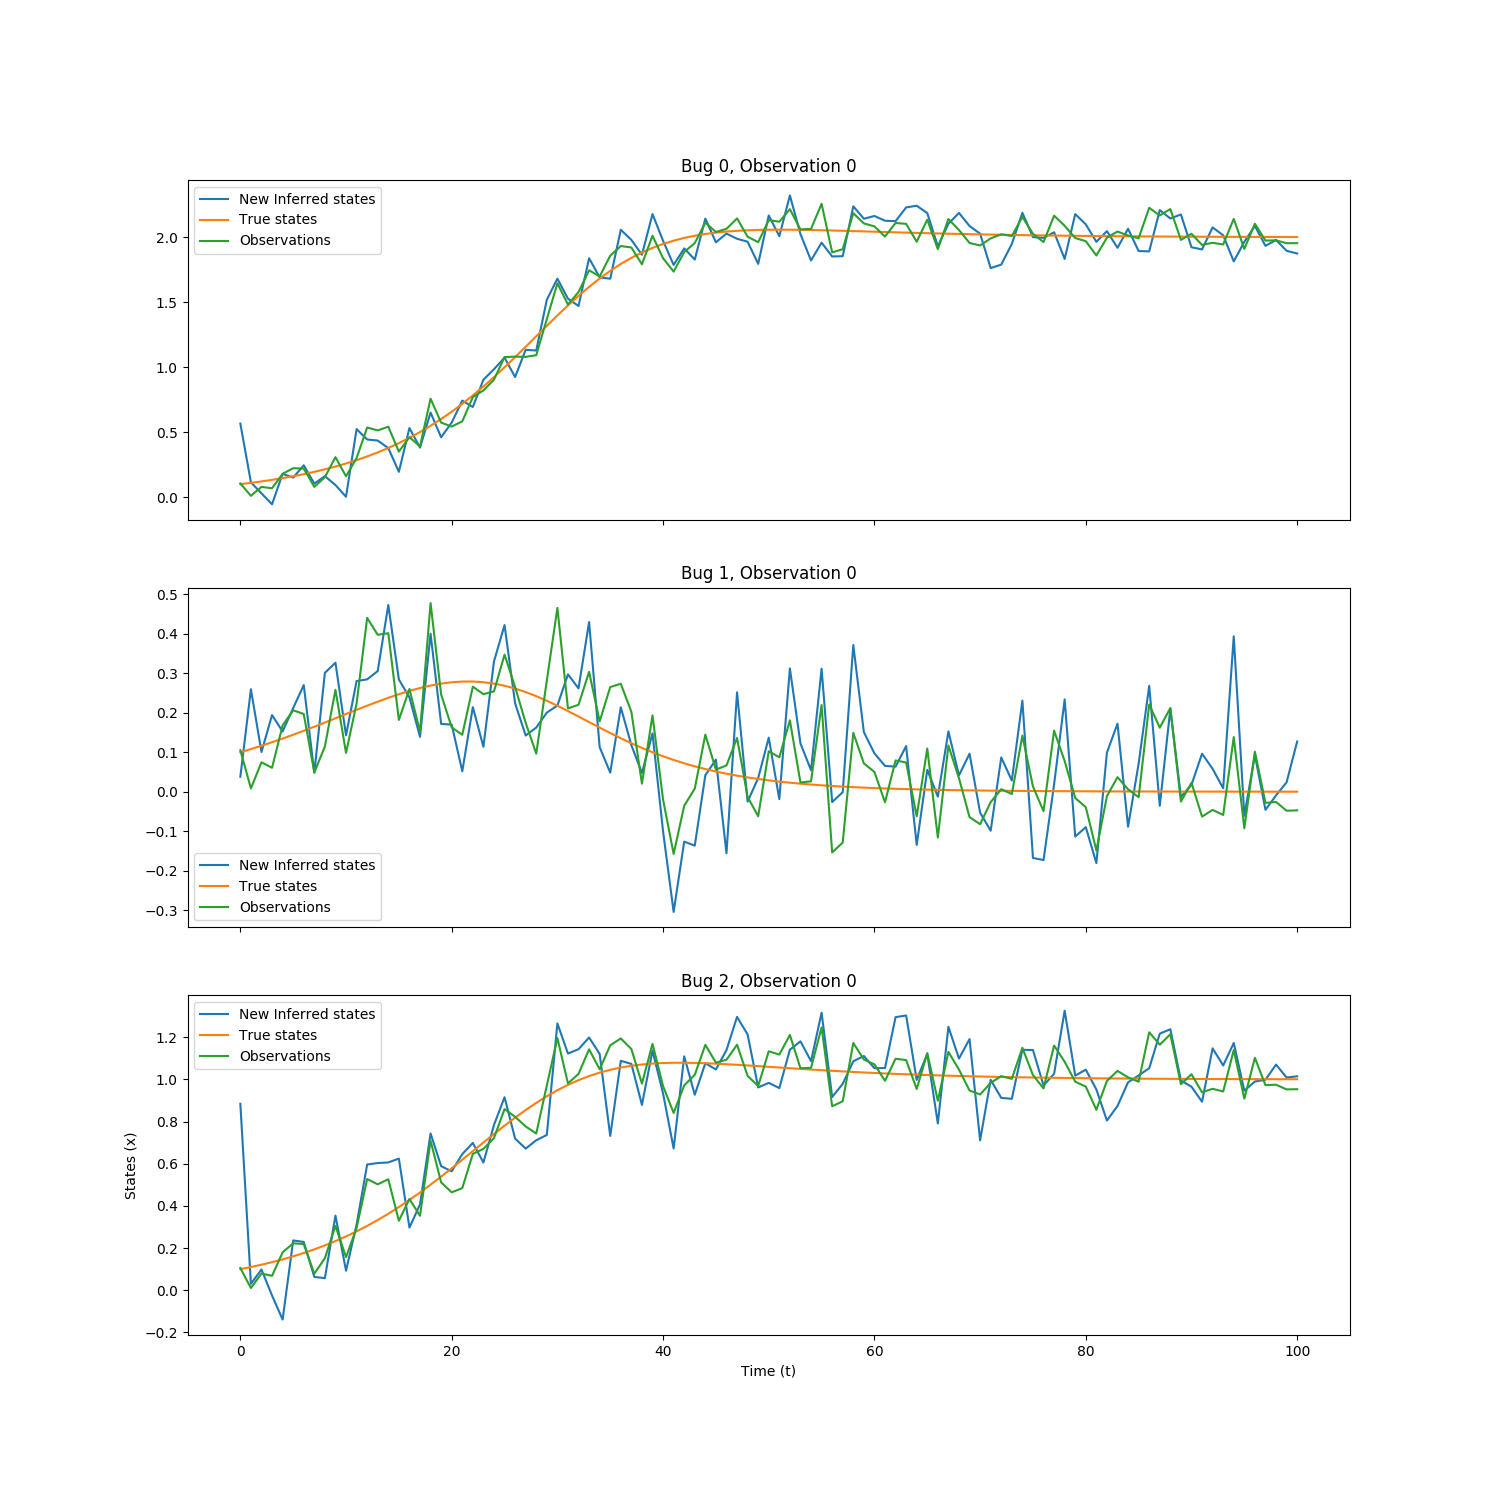 Bug 0, Observation 0
New Inferred states
True states
Observations
2.0
1.5
1.0
0.5
0.0
Bug 1, Observation 0
0.5
0.4
0.3
0.2
0.1
0.0
−0.1
−0.2
−0.3
New Inferred states
True states
Observations
Bug 2, Observation 0
New Inferred states
True states
Observations
1.2
1.0
0.8
0.6
0.4
0.2
0.0
−0.2
States (x)
0 20 40 60 80 100
Time (t)